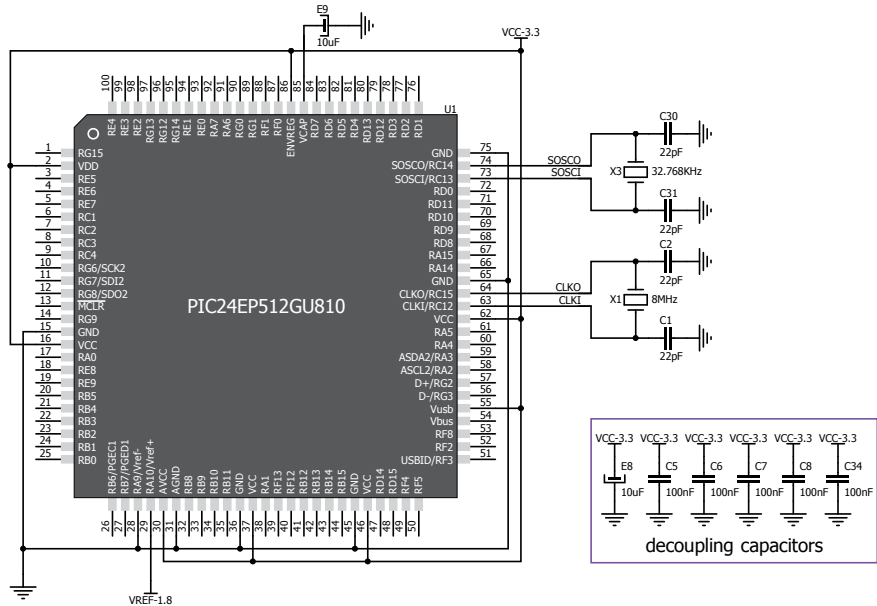 E9
10uF
VCC-3.3
100 99 98 97 96 95 94 93 92 91 90 89 88 87 86 85 84 83 82 81 80 79 78 77 76
U1
RE4 RE3 RE2 RG13 RG12 RG14 RE1 RE0 RA7 RA6 RG0 RG1 RF1 RF0 ENVREG VCAP RD7 RD6 RD5 RD4 RD13 RD12 RD3 RD2 RD1
1 RG15
2 VDD
3 RE5
4 RE6
5 RE7
6 RC1
7 RC2
8 RC3
9 RC4
10 RG6/SCK2
11 RG7/SDI2
12 RG8/SDO2
13 MCLR
14 RG9
15 GND
16 VCC
17 RA0
18 RE8
19 RE9
20 RB5
21 RB4
22 RB3
23 RB2
24 RB1
25 RB0
PIC24EP512GU810
GND 75
SOSCO/RC14 74 SOSCO
SOSCI/RC13 73 SOSCI
RD0 72
RD11 71
RD10 70
RD9 69
RD8 68
RA15 67
RA14 66
GND 65
CLKO/RC15 64 CLKO
CLKI/RC12 63 CLKI
VCC 62
RA5 61
RA4 60
ASDA2/RA3 59
ASCL2/RA2 58
D+/RG2 57
D-/RG3 56
Vusb 55
Vbus 54
RF8 53
RF2 52
USBID/RF3 51
RB6/PGEC1 RB7/PGED1 RA9/Vref- RA10/Vref+ AVCC AGND RB8 RB9 RB10 RB11 GND VCC RA1 RF13 RF12 RB12 RB13 RB14 RB15 GND VCC RD14 RD15 RF4 RF5
26 27 28 29 30 31 32 33 34 35 36 37 38 39 40 41 42 43 44 45 46 47 48 49 50
VREF-1.8
C30
22pF
X3 32.768KHz
C31
22pF
C2
22pF
X1 8MHz
C1
22pF
VCC-3.3 VCC-3.3 VCC-3.3 VCC-3.3 VCC-3.3 VCC-3.3
E8 C5 C6 C7 C8 C34
10uF 100nF 100nF 100nF 100nF 100nF
decoupling capacitors